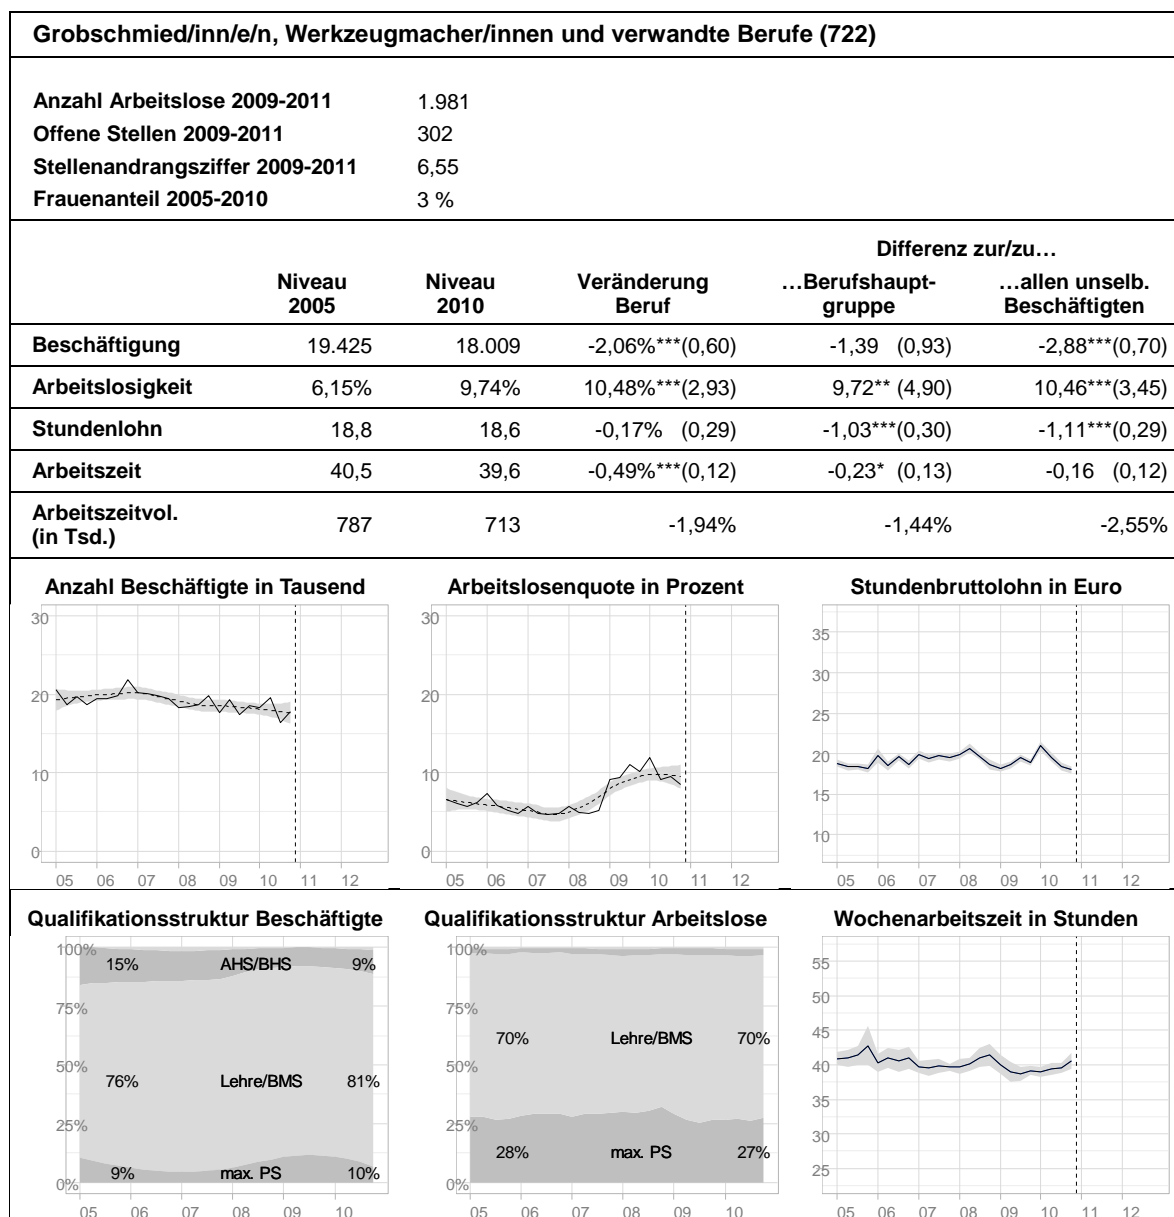 Grobschmied/inn/e/n, Werkzeugmacher/innen und verwandte Berufe (722)
Anzahl Arbeitslose 2009-2011 1.981
Offene Stellen 2009-2011 302
Stellenandrangsziffer 2009-2011 6,55
Frauenanteil 2005-2010 3 %
Differenz zur/zu…
Niveau 2005 Niveau 2010 Veränderung Beruf …Berufshaupt-gruppe …allen unselb. Beschäftigten
Beschäftigung 19.425 18.009 -2,06%***(0,60) -1,39 (0,93) -2,88***(0,70)
Arbeitslosigkeit 6,15% 9,74% 10,48%***(2,93) 9,72** (4,90) 10,46***(3,45)
Stundenlohn 18,8 18,6 -0,17% (0,29) -1,03***(0,30) -1,11***(0,29)
Arbeitszeit 40,5 39,6 -0,49%***(0,12) -0,23* (0,13) -0,16 (0,12)
Arbeitszeitvol. (in Tsd.) 787 713 -1,94% -1,44% -2,55%
Anzahl Beschäftigte in Tausend
30
20
10
0
05 06 07 08 09 10 11 12
Arbeitslosenquote in Prozent
30
20
10
0
05 06 07 08 09 10 11 12
Stundenbruttolohn in Euro
35
30
25
20
15
10
05 06 07 08 09 10 11 12
Qualifikationsstruktur Beschäftigte
100%
15% AHS/BHS 9%
75%
50%
76% Lehre/BMS 81%
25%
9% max. PS 10%
0%
05 06 07 08 09 10
Qualifikationsstruktur Arbeitslose
100%
75%
70% Lehre/BMS 70%
50%
25%
28% max. PS 27%
0%
05 06 07 08 09 10
Wochenarbeitszeit in Stunden
55
50
45
40
35
30
25
05 06 07 08 09 10 11 12